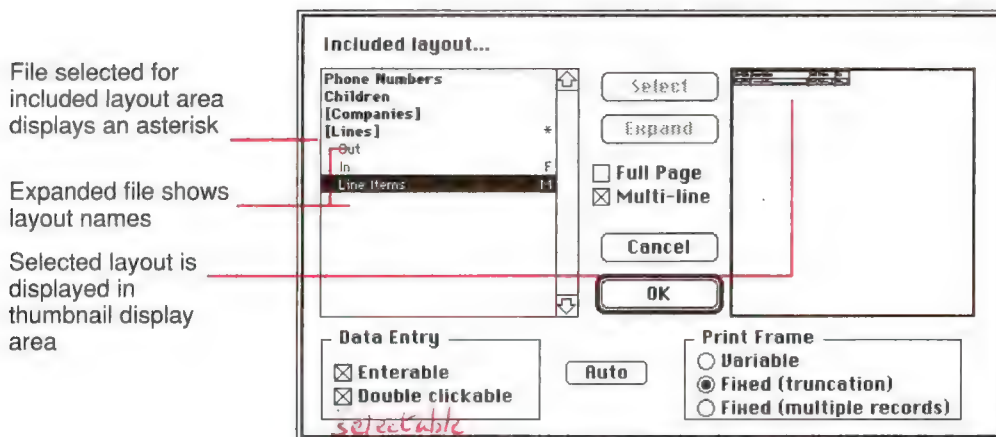 File selected for
included layout area
displays an asterisk
Expanded file shows
layout names
Selected layout is
displayed in
thumbnail display
area
Included layout...
Phone Numbers
Children
[Companies]
[Lines] *
Out
In F
Line Items M
Select
Expand
Full Page
Multi-line
Cancel
OK
Data Entry
Enterable
Double clickable
selectable
Auto
Print Frame
Variable
Fixed (truncation)
Fixed (multiple records)